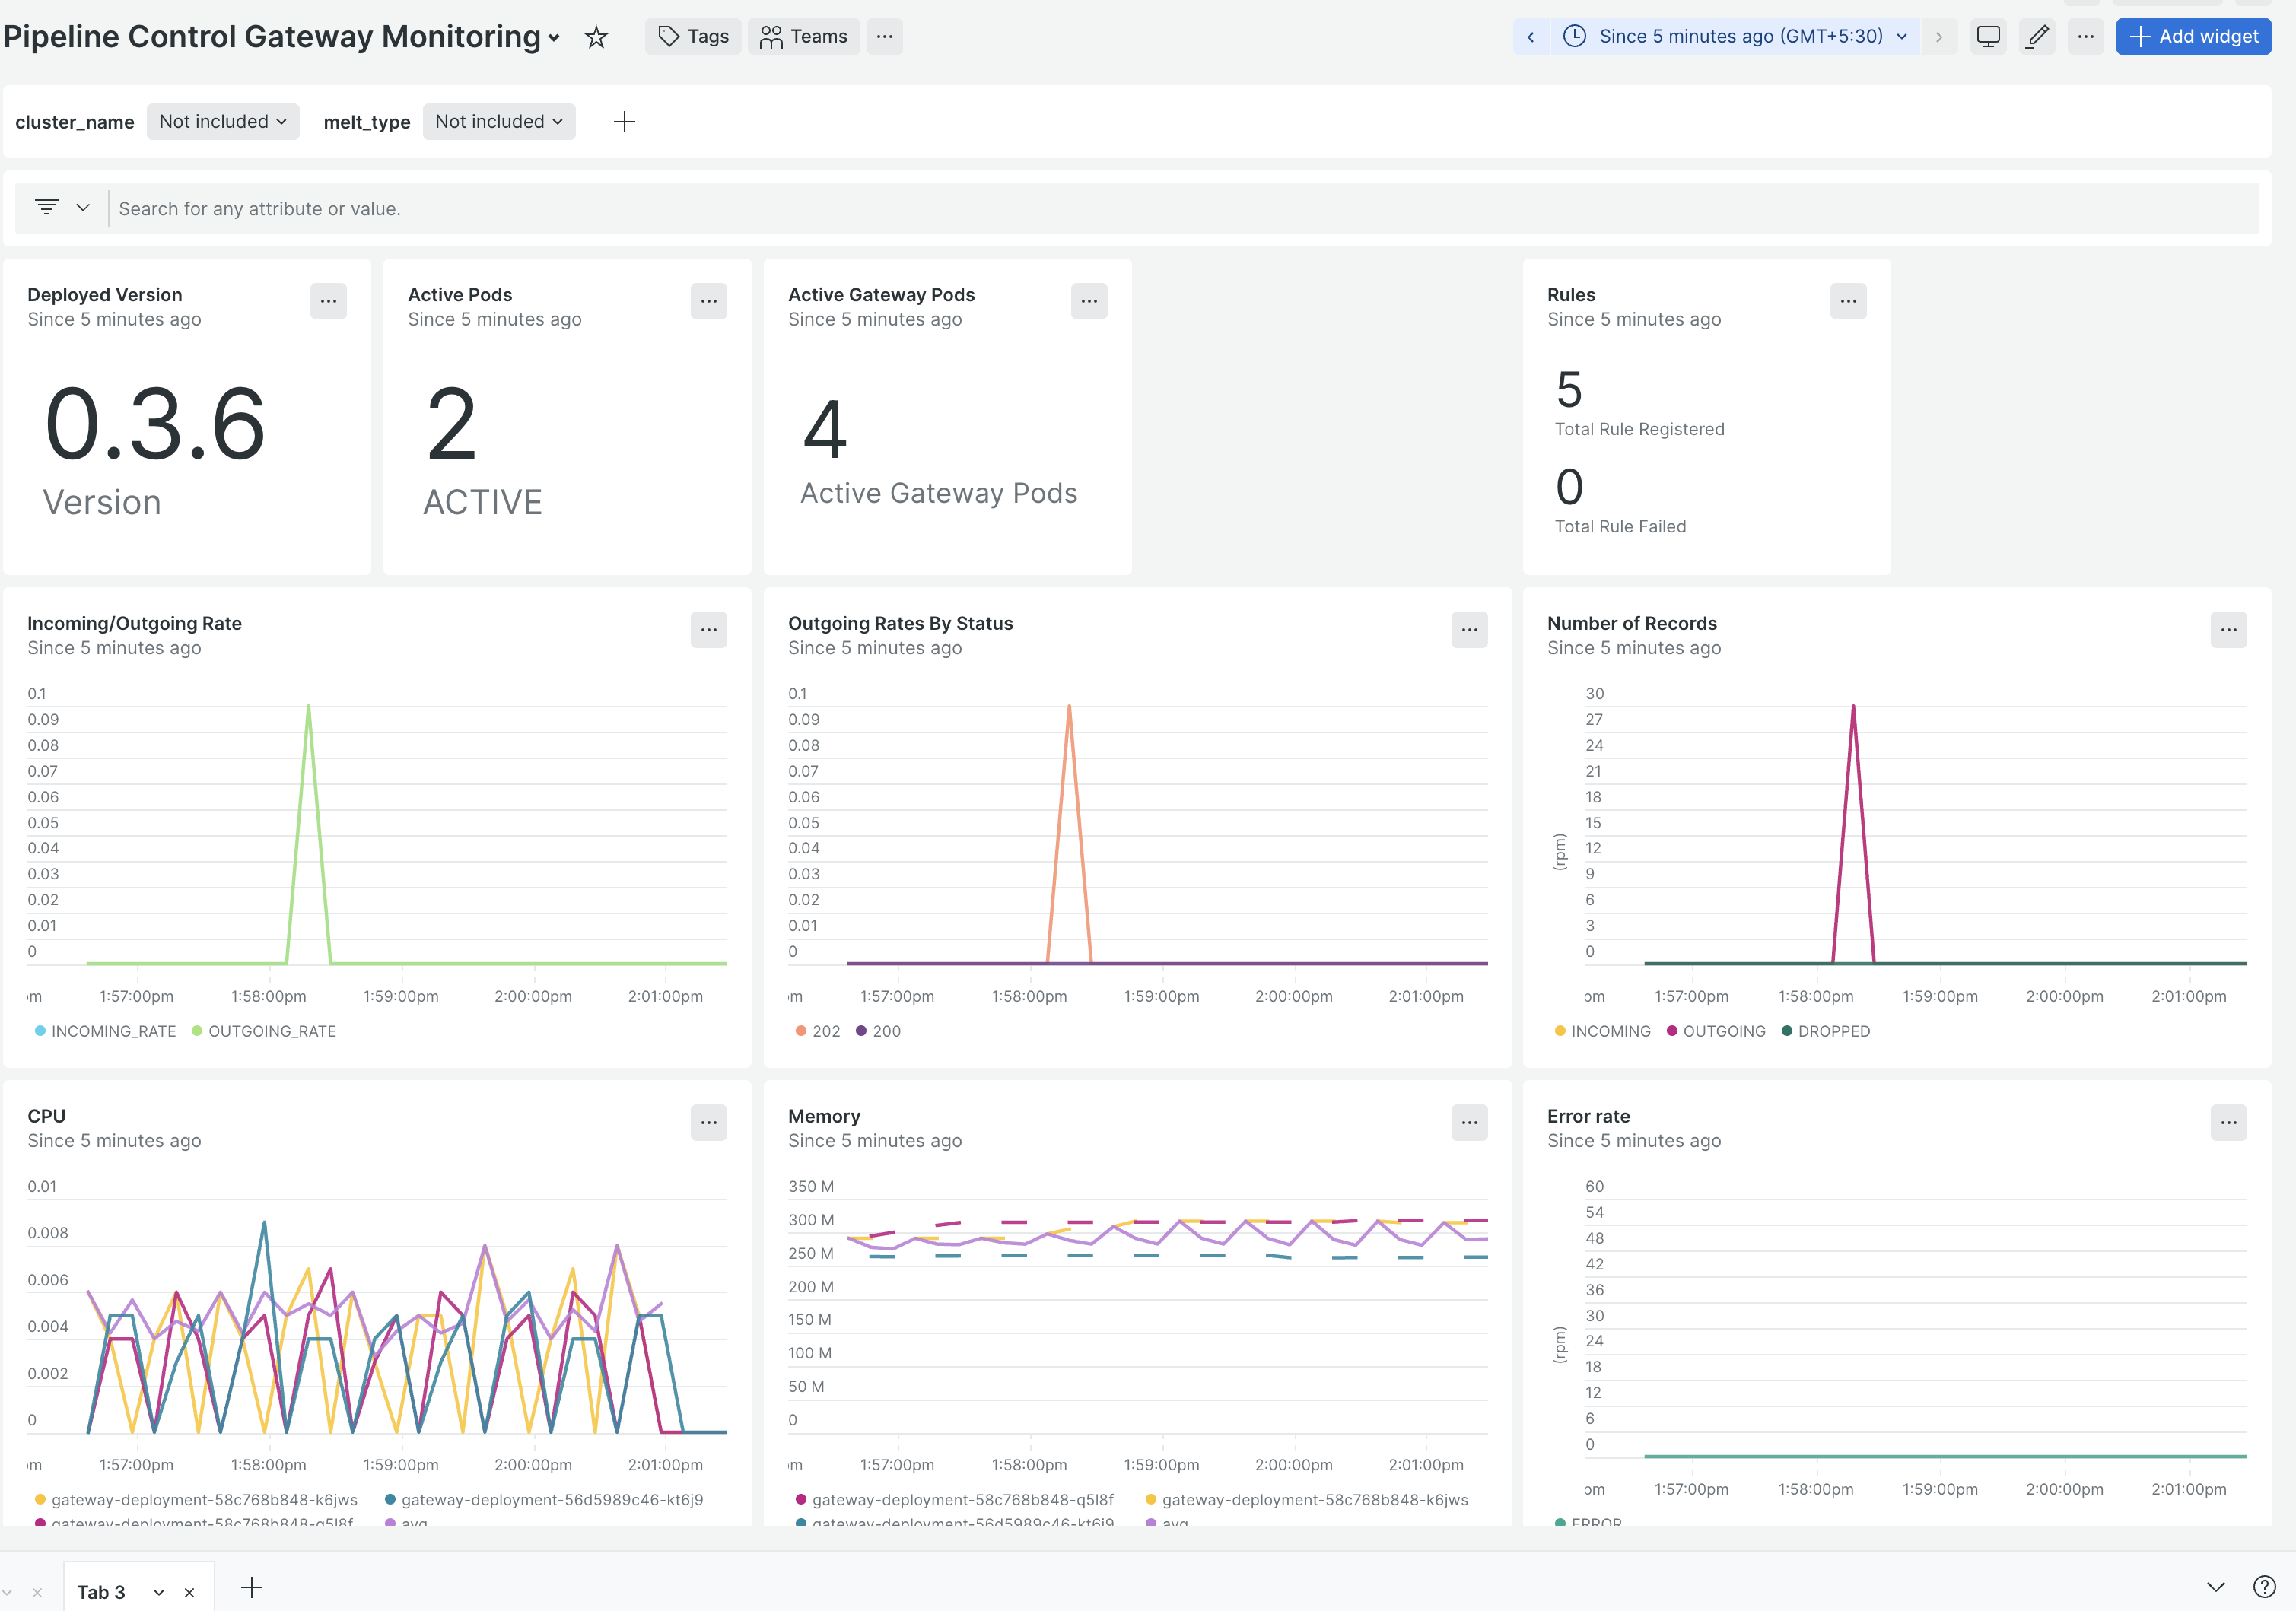 Pipeline Control Gateway Monitoring
Tags
Teams
Since 5 minutes ago (GMT+5:30)
Add widget
cluster_name
Not included
melt_type
Not included
Search for any attribute or value.
Deployed Version
Since 5 minutes ago
0.3.6
Version
Active Pods
Since 5 minutes ago
2
ACTIVE
Active Gateway Pods
Since 5 minutes ago
4
Active Gateway Pods
Rules
Since 5 minutes ago
5
Total Rule Registered
0
Total Rule Failed
Incoming/Outgoing Rate
Since 5 minutes ago
0.1
0.09
0.08
0.07
0.06
0.05
0.04
0.03
0.02
0.01
0
1:57:00pm 1:58:00pm 1:59:00pm 2:00:00pm 2:01:00pm
INCOMING_RATE OUTGOING_RATE
Outgoing Rates By Status
Since 5 minutes ago
0.1
0.09
0.08
0.07
0.06
0.05
0.04
0.03
0.02
0.01
0
1:57:00pm 1:58:00pm 1:59:00pm 2:00:00pm 2:01:00pm
202 200
Number of Records
Since 5 minutes ago
30
27
24
21
18
15
12
9
6
3
0
(rpm)
pm 1:57:00pm 1:58:00pm 1:59:00pm 2:00:00pm 2:01:00pm
INCOMING OUTGOING DROPPED
CPU
Since 5 minutes ago
0.01
0.008
0.006
0.004
0.002
0
1:57:00pm 1:58:00pm 1:59:00pm 2:00:00pm 2:01:00pm
gateway-deployment-58c768b848-k6jws gateway-deployment-56d5989c46-kt6j9
gateway-deployment-58c768b848-q5l8f avg
Memory
Since 5 minutes ago
350 M
300 M
250 M
200 M
150 M
100 M
50 M
0
1:57:00pm 1:58:00pm 1:59:00pm 2:00:00pm 2:01:00pm
gateway-deployment-58c768b848-q5l8f gateway-deployment-58c768b848-k6jws
gateway-deployment-56d5989c46-kt6j9 avg
Error rate
Since 5 minutes ago
60
54
48
42
36
30
24
18
12
6
0
(rpm)
pm 1:57:00pm 1:58:00pm 1:59:00pm 2:00:00pm 2:01:00pm
ERROR
Tab 3